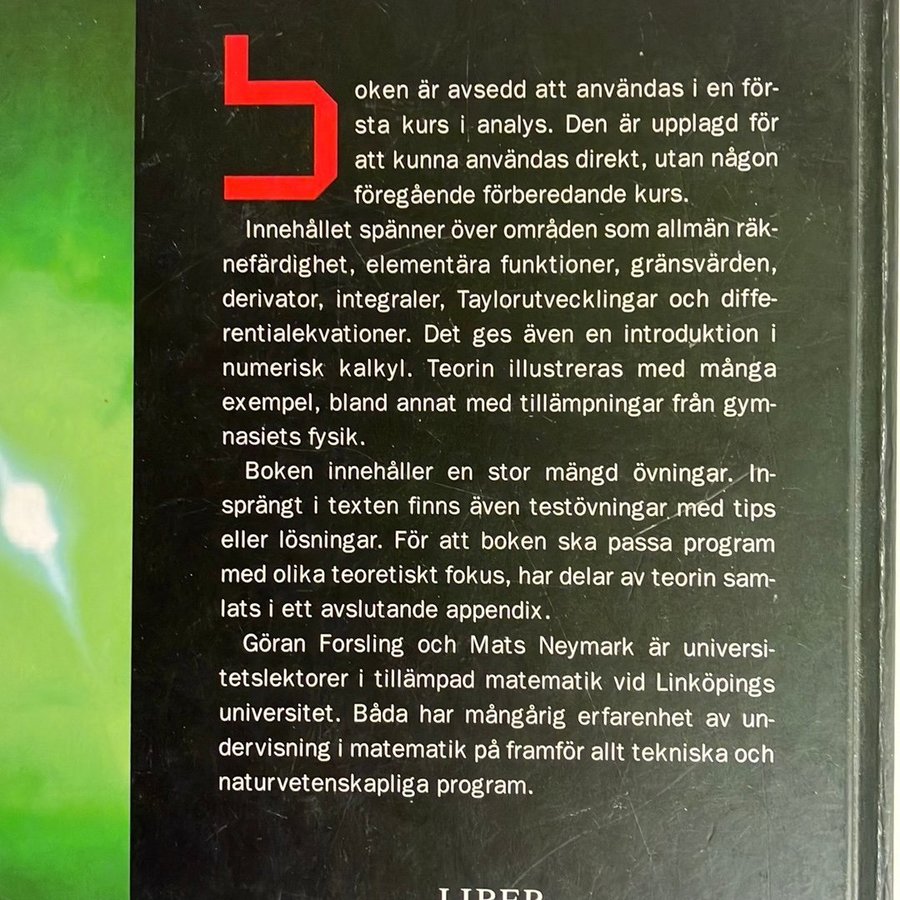 Boken är avsedd att användas i en för-
sta kurs i analys. Den är upplagd för
att kunna användas direkt, utan någon
föregående förberedande kurs.
Innehållet spänner över områden som allmän räk-
nefärdighet, elementära funktioner, gränsvärden,
derivator, integraler, Taylorutvecklingar och diffe-
rentialekvationer. Det ges även en introduktion i
numerisk kalkyl. Teorin illustreras med många
exempel, bland annat med tillämpningar från gym-
nasiets fysik.
Boken innehåller en stor mängd övningar. In-
sprängt i texten finns även testövningar med tips
eller lösningar. För att boken ska passa program
med olika teoretiskt fokus, har delar av teorin sam-
lats i ett avslutande appendix.
Göran Forsling och Mats Neymark är universi-
tetslektorer i tillämpad matematik vid Linköpings
universitet. Båda har mångårig erfarenhet av un-
dervisning i matematik på framför allt tekniska och
naturvetenskapliga program.
LIBER